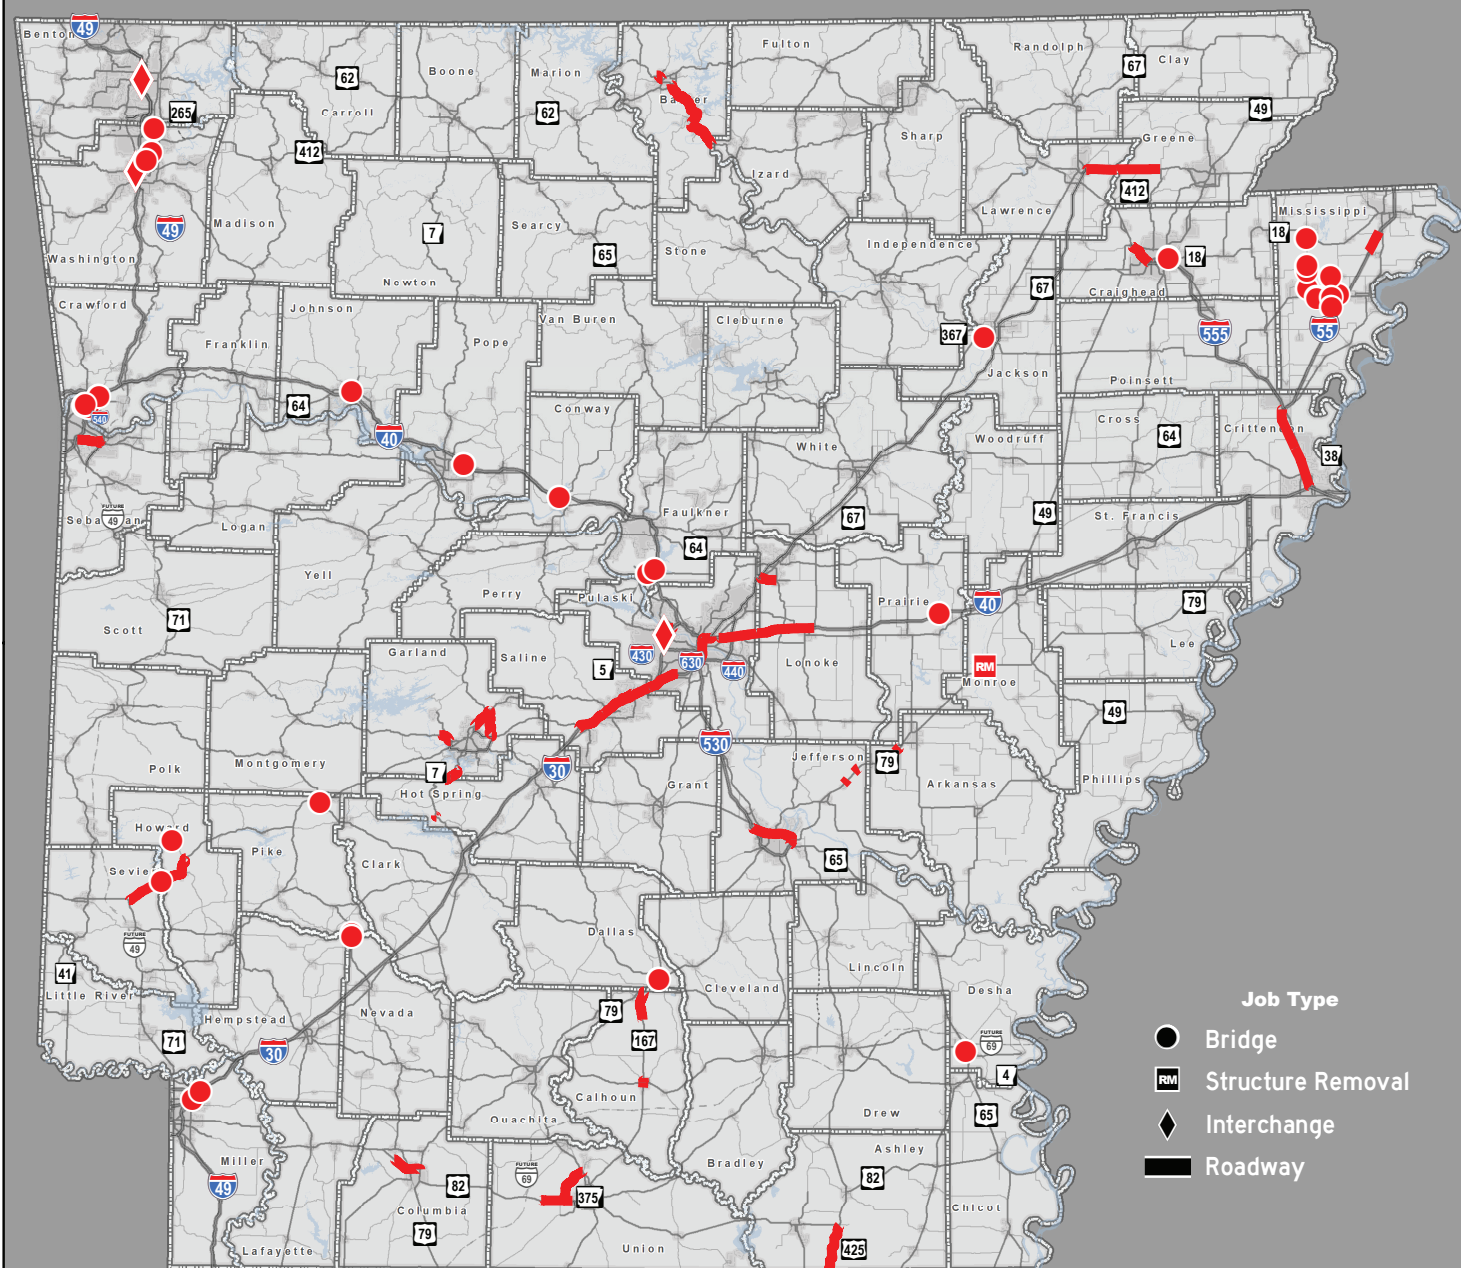 49
Benton
62
Boone
Marion
Fulton
Randolph
67
Clay
265
Carroll
62
Baxter
49
412
Sharp
Greene
Izard
412
Madison
7
Searcy
Lawrence
Mississippi
18
49
65
Stone
Independence
18
Washington
Newton
67
Craighead
Crawford
Johnson
Van Buren
Cleburne
367
555
55
Franklin
Pope
Jackson
Poinsett
64
540
40
Conway
White
Woodruff
Cross
64
Crittenden
38
FUTURE
49
Sebastian
Logan
Faulkner
67
49
St. Francis
64
Yell
Perry
Pulaski
Prairie
40
79
71
Scott
Garland
Saline
5
430
630
440
Lonoke
RM
Monroe
Lee
49
530
Polk
Montgomery
7
30
Jefferson
79
Hot Spring
Grant
Arkansas
Phillips
Howard
Pike
Clark
65
Sevier
FUTURE
49
Dallas
41
Lincoln
Little River
Cleveland
Desha
Job Type
79
Hempstead
Nevada
71
30
167
FUTURE
69
Bridge
4
RM
Structure Removal
Calhoun
65
Ouachita
Drew
Interchange
Ashley
Miller
FUTURE
69
Bradley
Roadway
49
82
375
82
Columbia
Chicot
79
Lafayette
Union
425